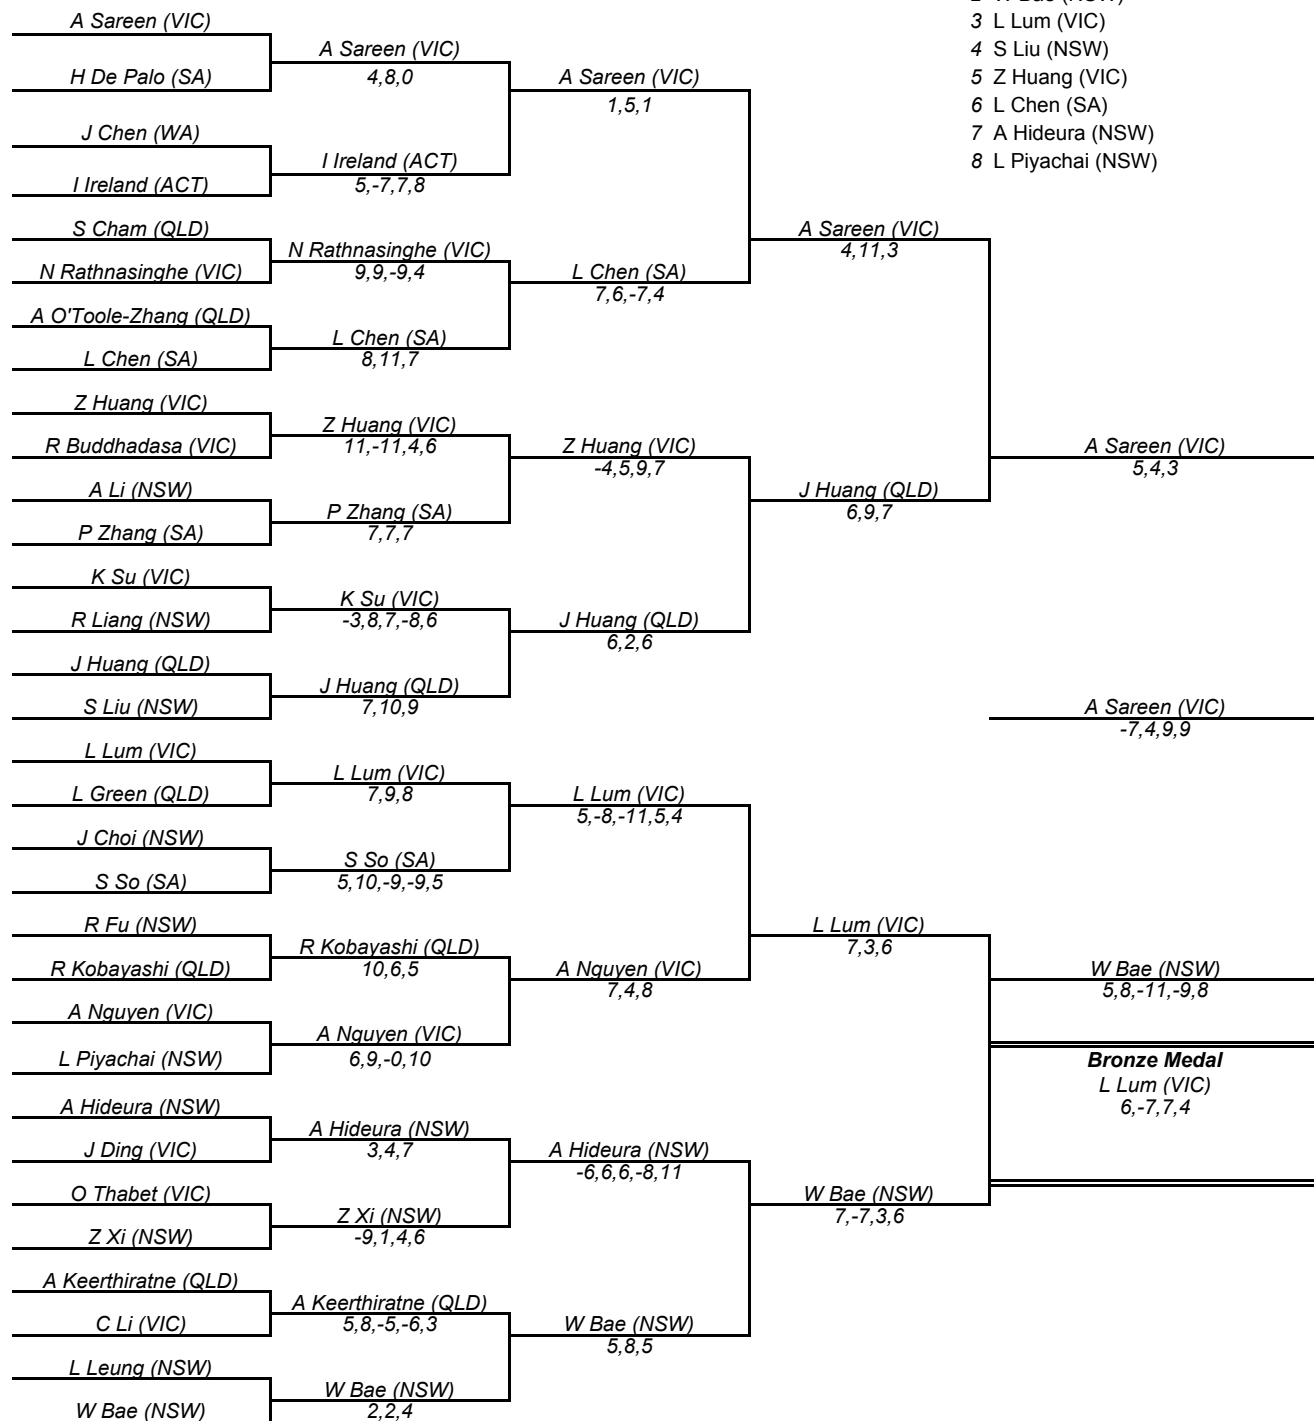 A Sareen (VIC)
H De Palo (SA)
J Chen (WA)
I Ireland (ACT)
S Cham (QLD)
N Rathnasinghe (VIC)
A O'Toole-Zhang (QLD)
L Chen (SA)
Z Huang (VIC)
R Buddhadasa (VIC)
A Li (NSW)
P Zhang (SA)
K Su (VIC)
R Liang (NSW)
J Huang (QLD)
S Liu (NSW)
L Lum (VIC)
L Green (QLD)
J Choi (NSW)
S So (SA)
R Fu (NSW)
R Kobayashi (QLD)
A Nguyen (VIC)
L Piyachai (NSW)
A Hideura (NSW)
J Ding (VIC)
O Thabet (VIC)
Z Xi (NSW)
A Keerthiratne (QLD)
C Li (VIC)
L Leung (NSW)
W Bae (NSW)
A Sareen (VIC)
4,8,0
I Ireland (ACT)
5,-7,7,8
N Rathnasinghe (VIC)
9,9,-9,4
L Chen (SA)
8,11,7
Z Huang (VIC)
11,-11,4,6
P Zhang (SA)
7,7,7
K Su (VIC)
-3,8,7,-8,6
J Huang (QLD)
7,10,9
L Lum (VIC)
7,9,8
S So (SA)
5,10,-9,-9,5
R Kobayashi (QLD)
10,6,5
A Nguyen (VIC)
6,9,-0,10
A Hideura (NSW)
3,4,7
Z Xi (NSW)
-9,1,4,6
A Keerthiratne (QLD)
5,8,-5,-6,3
W Bae (NSW)
2,2,4
A Sareen (VIC)
1,5,1
L Chen (SA)
7,6,-7,4
Z Huang (VIC)
-4,5,9,7
J Huang (QLD)
6,2,6
L Lum (VIC)
5,-8,-11,5,4
A Nguyen (VIC)
7,4,8
A Hideura (NSW)
-6,6,6,-8,11
W Bae (NSW)
5,8,5
A Sareen (VIC)
4,11,3
J Huang (QLD)
6,9,7
L Lum (VIC)
7,3,6
W Bae (NSW)
7,-7,3,6
3 L Lum (VIC)
4 S Liu (NSW)
5 Z Huang (VIC)
6 L Chen (SA)
7 A Hideura (NSW)
8 L Piyachai (NSW)
A Sareen (VIC)
5,4,3
A Sareen (VIC)
-7,4,9,9
W Bae (NSW)
5,8,-11,-9,8
Bronze Medal
L Lum (VIC)
6,-7,7,4